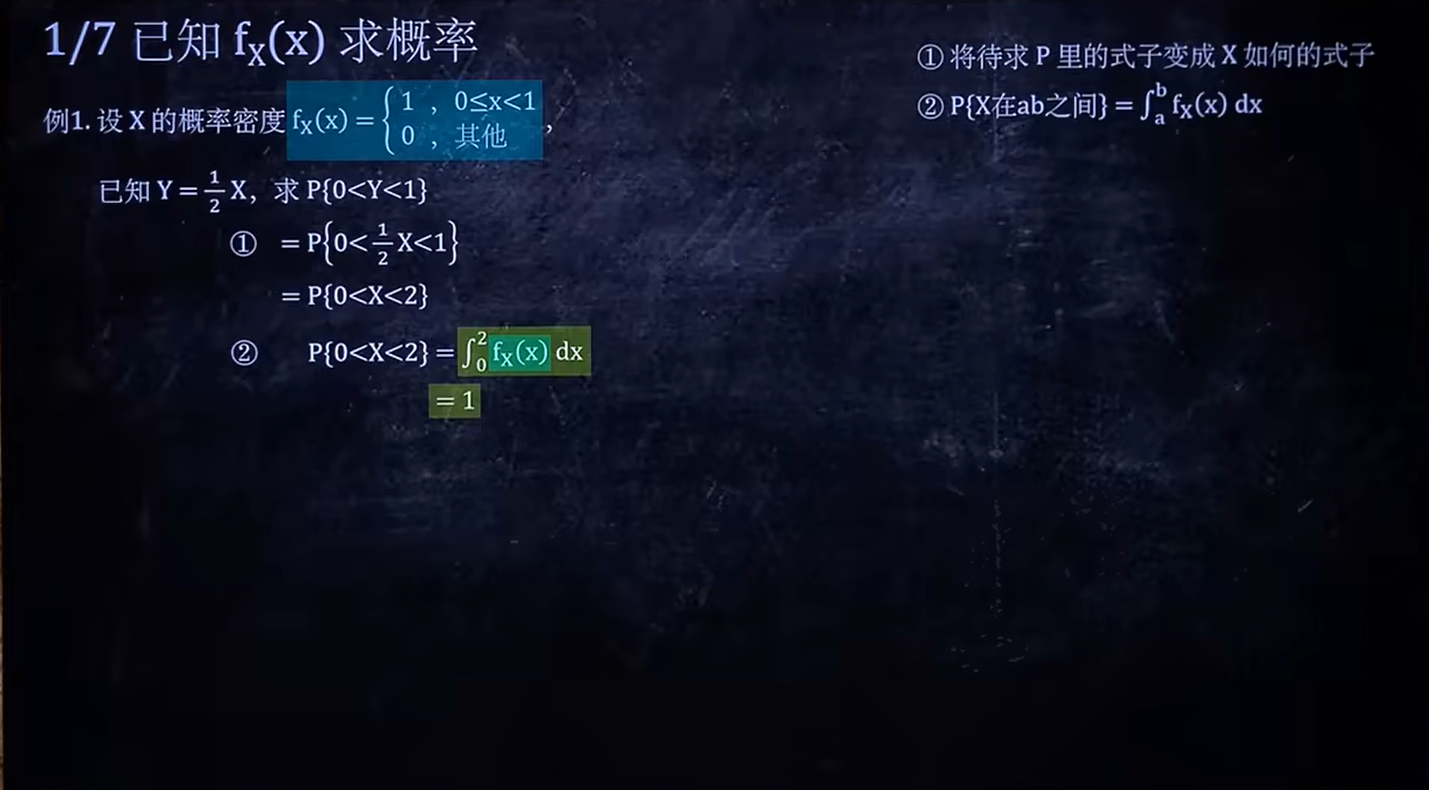 1/7 已知 fX(x) 求概率
例1. 设 X 的概率密度 fX(x) = { 1 , 0≤x<1
0 , 其他 ,
已知 Y = 1/2 X, 求 P{0<Y<1}
① = P{0<1/2 X<1}
= P{0<X<2}
② P{0<X<2} = ∫₀² fX(x) dx
= 1
① 将待求 P 里的式子变成 X 如何的式子
② P{X在ab之间} = ∫ₐᵇ fX(x) dx